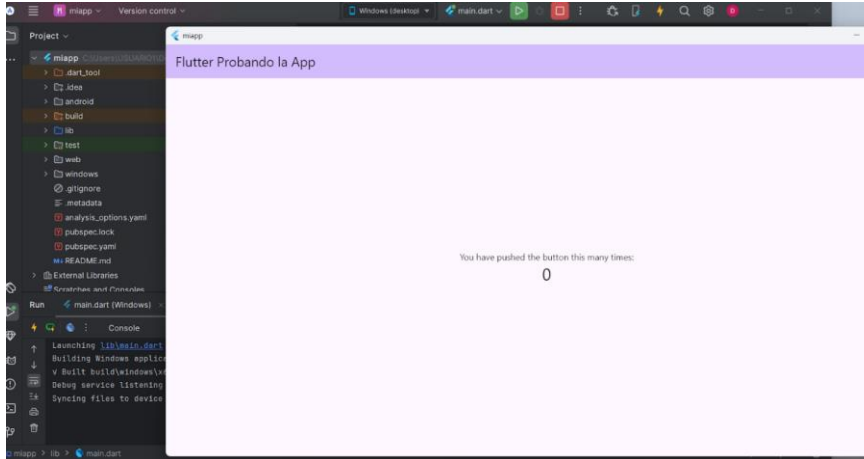 miapp
Version control
Windows (desktop)
main.dart
Project
miapp
Flutter Probando la App
miapp
.dart_tool
.idea
android
build
lib
test
web
windows
.gitignore
.metadata
analysis_options.yaml
pubspec.lock
pubspec.yaml
README.md
External Libraries
Scratches and Consoles
You have pushed the button this many times:
0
Run
main.dart (Windows)
Console
Launching lib\main.dart
Building Windows applica
√ Built build\windows\x6
Debug service listening
Syncing files to device
miapp > lib > main.dart